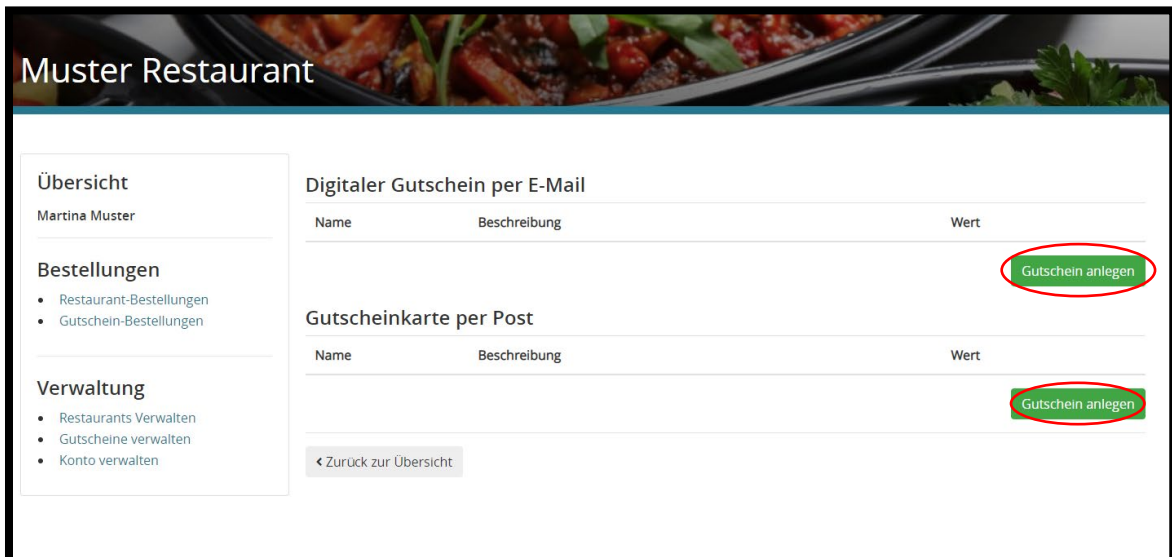 Muster Restaurant
Übersicht
Martina Muster
Bestellungen
Restaurant-Bestellungen
Gutschein-Bestellungen
Verwaltung
Restaurants Verwalten
Gutscheine verwalten
Konto verwalten
Digitaler Gutschein per E-Mail
Name Beschreibung Wert
Gutschein anlegen
Gutscheinkarte per Post
Name Beschreibung Wert
Gutschein anlegen
Zurück zur Übersicht